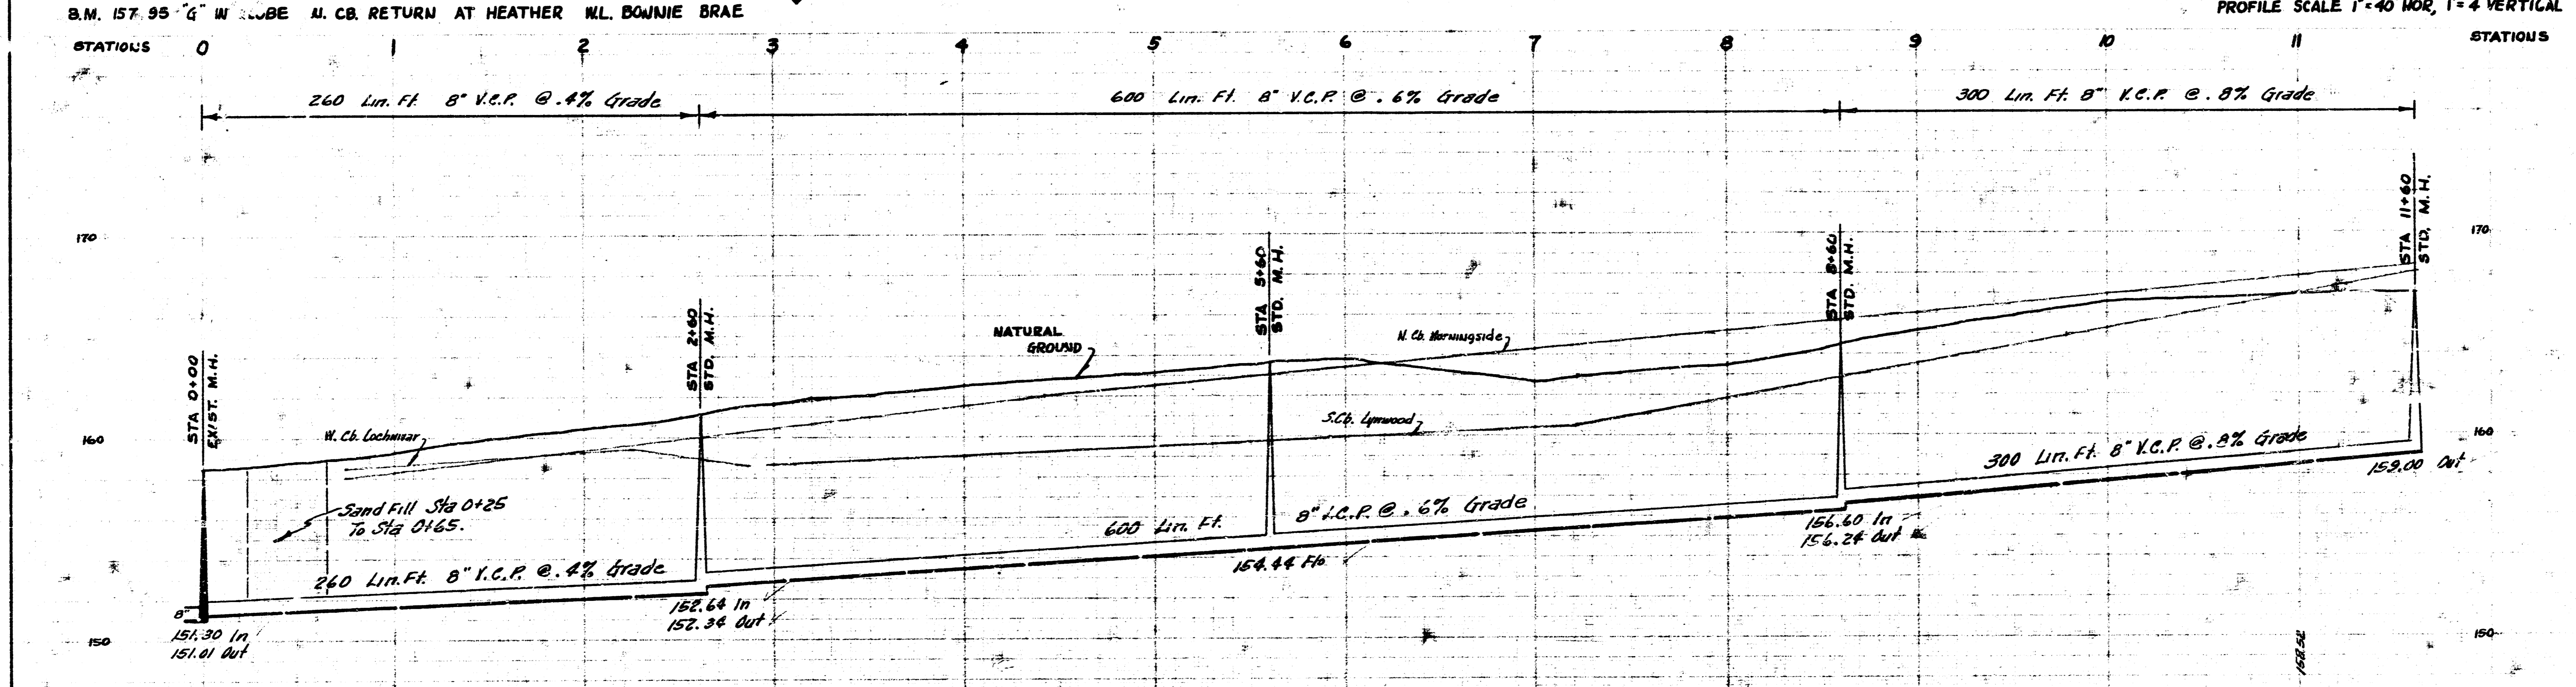 B.M. 157.95 "G" IN N. CB. RETURN AT HEATHER W.L. BONNIE BRAE
PROFILE SCALE 1"=40 HOR, 1"=4 VERTICAL
STATIONS 0 1 2 3 4 5 6 7 8 9 10 11 STATIONS
260 Lin. Ft. 8" V.C.P. @ .4% Grade
600 Lin. Ft. 8" V.C.P. @ .6% Grade
300 Lin. Ft. 8" V.C.P. @ .8% Grade
170
170
STA 0+00
EXIST. M.H.
STA 2+60
STD. M.H.
STA 5+60
STD. M.H.
STA 8+60
STD. M.H.
STA 11+60
STD. M.H.
NATURAL
GROUND
N. Cb. Morningside
W. Cb. Lochnivar
S. Cb. Lynwood
160
160
Sand Fill Sta 0+25
To Sta 0+65.
260 Lin. Ft. 8" V.C.P. @ .4% Grade
600 Lin. Ft. 8" V.C.P. @ .6% Grade
300 Lin. Ft. 8" V.C.P. @ .8% Grade
8"
151.30 In
151.01 Out
152.64 In
152.34 Out
154.44 Flo
156.60 In
156.24 Out
159.00 Out
150
150
158.52